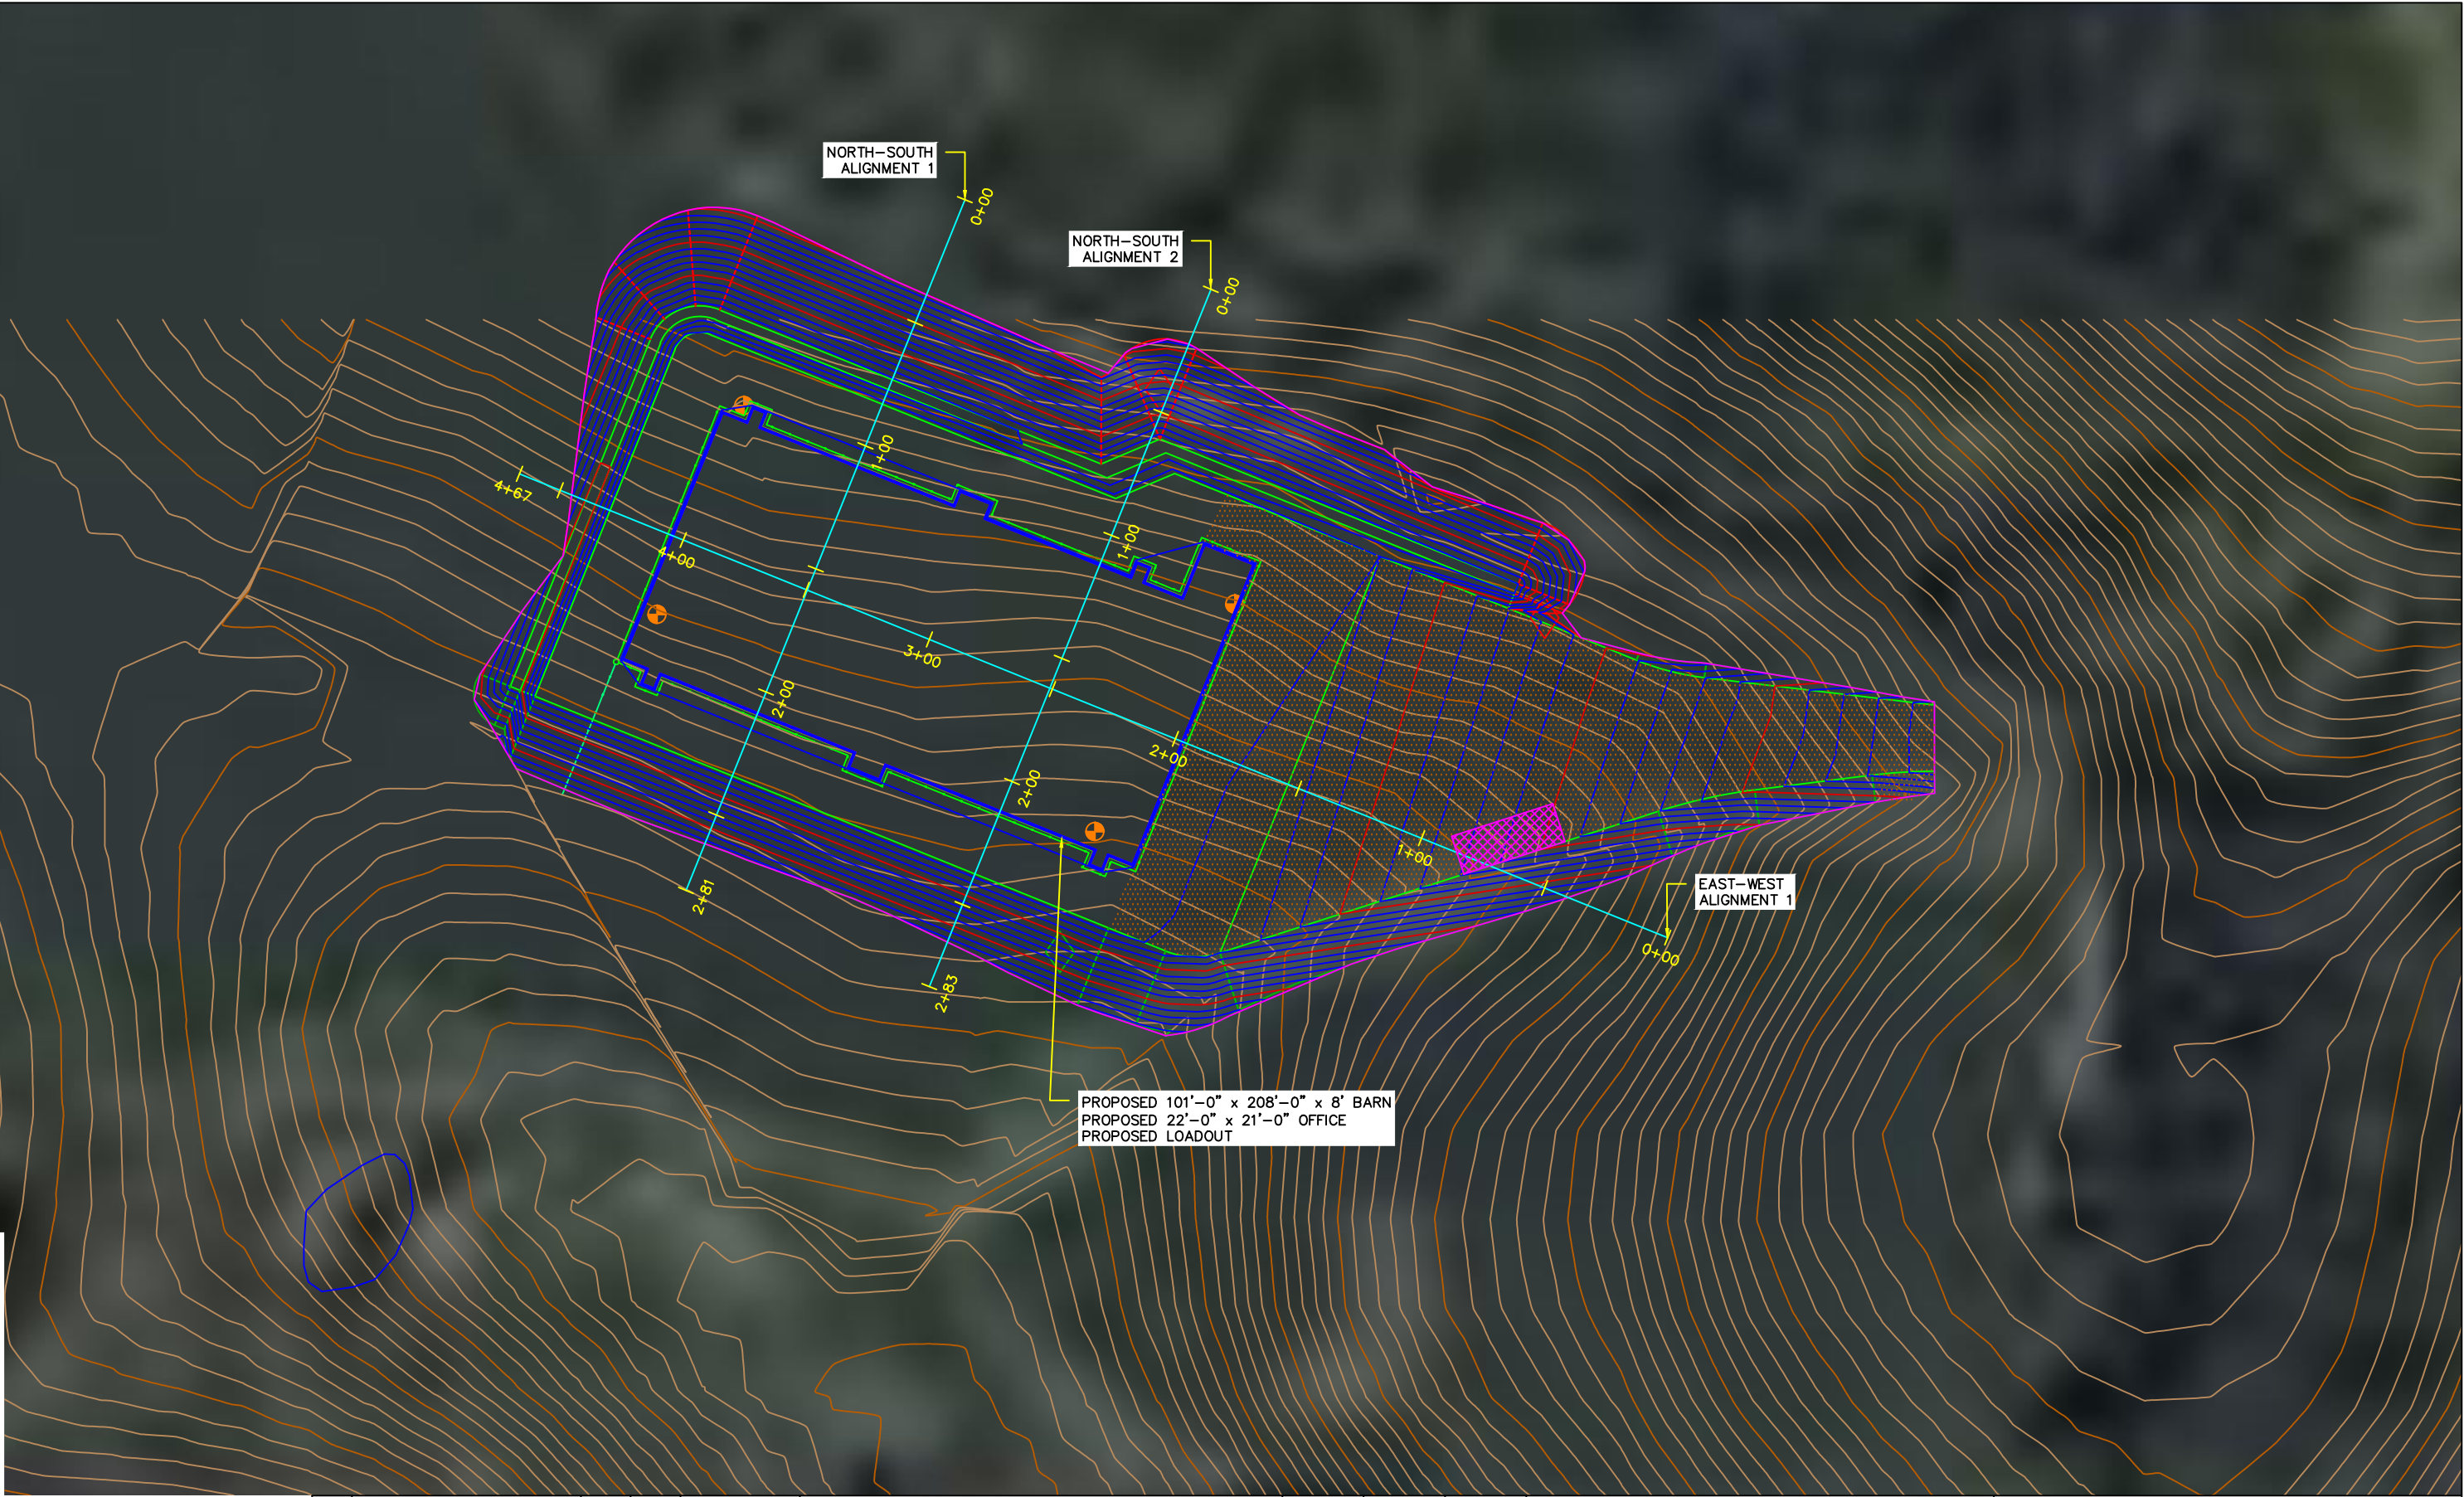 NORTH-SOUTH
ALIGNMENT 1
0+00
NORTH-SOUTH
ALIGNMENT 2
0+00
1+00
4+67
4+00
1+00
3+00
2+00
2+00
2+00
1+00
2+81
EAST-WEST
ALIGNMENT 1
0+00
2+83
PROPOSED 101'-0" x 208'-0" x 8' BARN
PROPOSED 22'-0" x 21'-0" OFFICE
PROPOSED LOADOUT